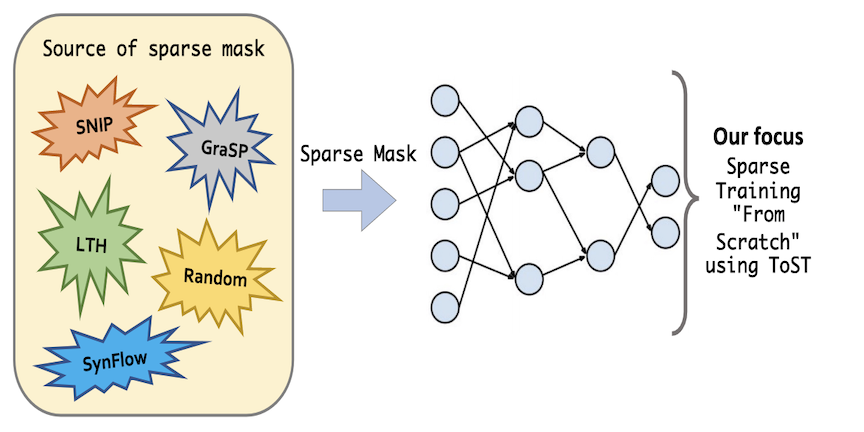 Source of sparse mask
SNIP
GraSP
LTH
Random
SynFlow
Sparse Mask
Our focus
Sparse
Training
"From
Scratch"
using ToST